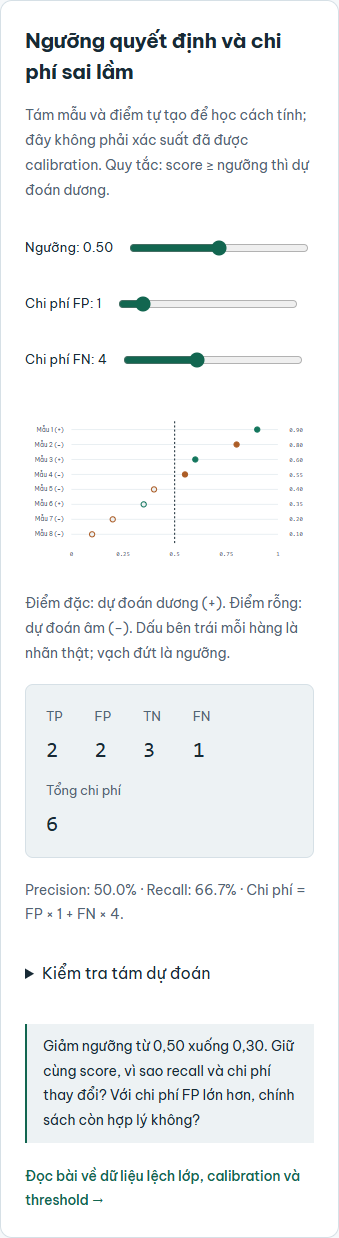 Ngưỡng quyết định và chi
phí sai lầm
Tám mẫu và điểm tự tạo để học cách tính;
đây không phải xác suất đã được
calibration. Quy tắc: score ≥ ngưỡng thì dự
đoán dương.
Ngưỡng: 0.50
Chi phí FP: 1
Chi phí FN: 4
Mẫu 1 (+) 0.90
Mẫu 2 (−) 0.80
Mẫu 3 (+) 0.60
Mẫu 4 (−) 0.55
Mẫu 5 (−) 0.40
Mẫu 6 (+) 0.35
Mẫu 7 (−) 0.20
Mẫu 8 (−) 0.10
0 0.25 0.5 0.75 1
Điểm đặc: dự đoán dương (+). Điểm rỗng:
dự đoán âm (−). Dấu bên trái mỗi hàng là
nhãn thật; vạch đứt là ngưỡng.
TP FP TN FN
2 2 3 1
Tổng chi phí
6
Precision: 50.0% · Recall: 66.7% · Chi phí =
FP × 1 + FN × 4.
▶ Kiểm tra tám dự đoán
Giảm ngưỡng từ 0,50 xuống 0,30. Giữ
cùng score, vì sao recall và chi phí
thay đổi? Với chi phí FP lớn hơn, chính
sách còn hợp lý không?
Đọc bài về dữ liệu lệch lớp, calibration và
threshold →